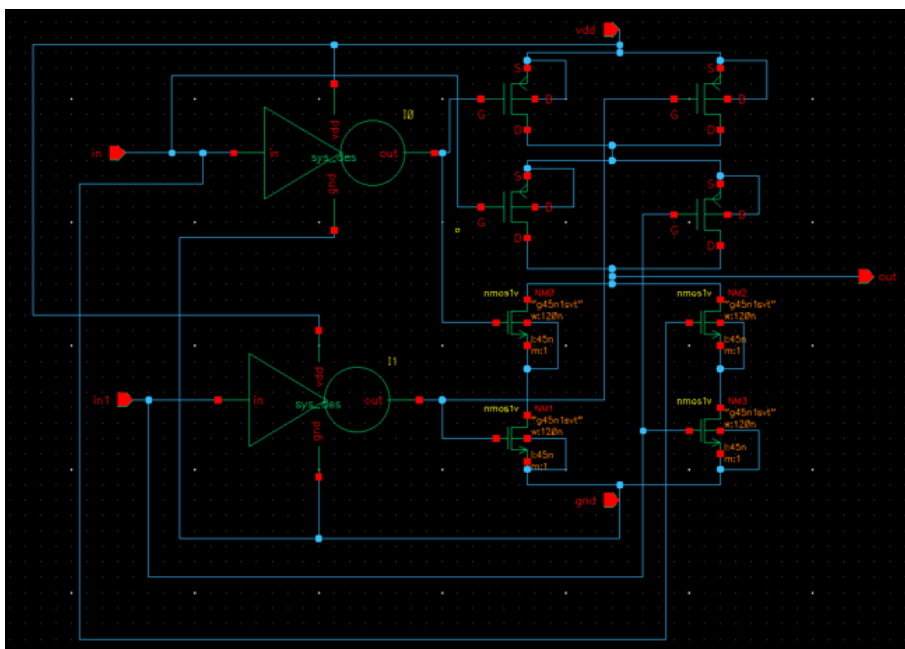 vdd
S
S
D
D
G
G
D
D
I0
vdd
in
in
sys_des
out
gnd
S
S
D
D
G
G
D
D
out
nmos1v
NM0
"g45n1svt"
w:120n
l:45n
m:1
nmos1v
NM2
"g45n1svt"
w:120n
l:45n
m:1
I1
vdd
in1
in
sys_des
out
gnd
nmos1v
NM1
"g45n1svt"
w:120n
l:45n
m:1
nmos1v
NM3
"g45n1svt"
w:120n
l:45n
m:1
gnd